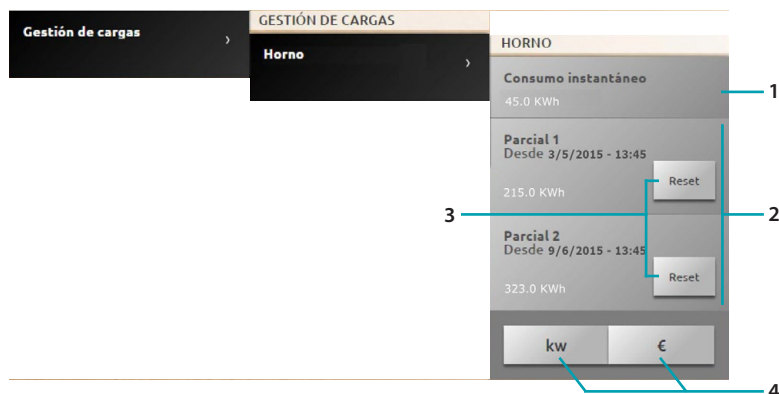 Gestión de cargas
›
GESTIÓN DE CARGAS
Horno
›
HORNO
Consumo instantáneo
45.0 KWh
Parcial 1
Desde 3/5/2015 - 13:45
215.0 KWh
Reset
Parcial 2
Desde 9/6/2015 - 13:45
323.0 KWh
Reset
kw
€
1
2
3
4